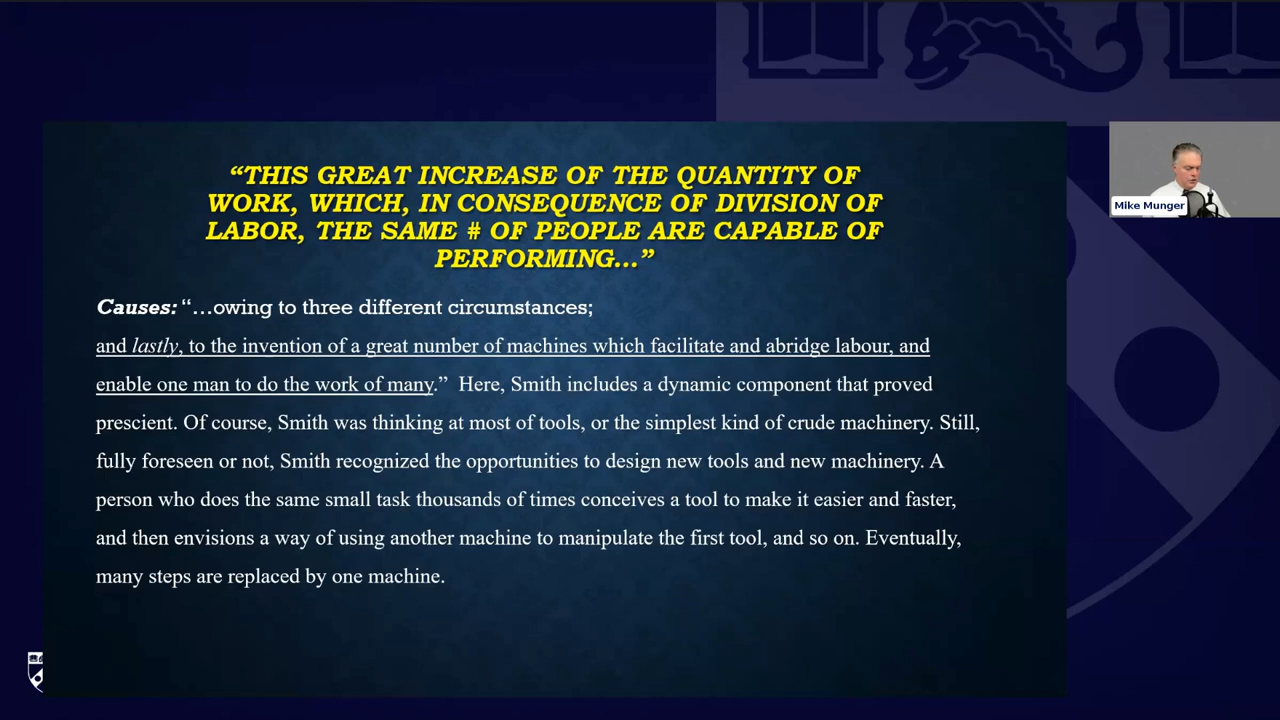 “THIS GREAT INCREASE OF THE QUANTITY OF
WORK, WHICH, IN CONSEQUENCE OF DIVISION OF
LABOR, THE SAME # OF PEOPLE ARE CAPABLE OF
PERFORMING…”
Causes: “…owing to three different circumstances;
and lastly, to the invention of a great number of machines which facilitate and abridge labour, and
enable one man to do the work of many.” Here, Smith includes a dynamic component that proved
prescient. Of course, Smith was thinking at most of tools, or the simplest kind of crude machinery. Still,
fully foreseen or not, Smith recognized the opportunities to design new tools and new machinery. A
person who does the same small task thousands of times conceives a tool to make it easier and faster,
and then envisions a way of using another machine to manipulate the first tool, and so on. Eventually,
many steps are replaced by one machine.
Mike Munger